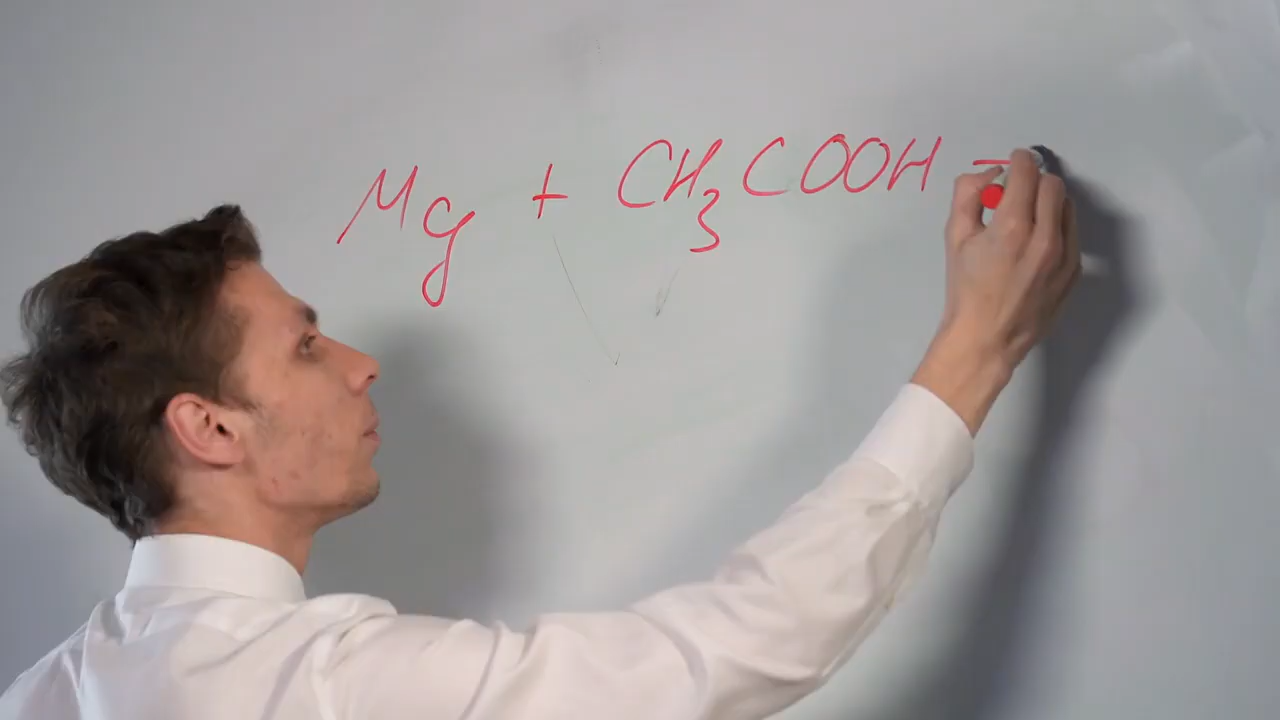 Mg + CH₃COOH –